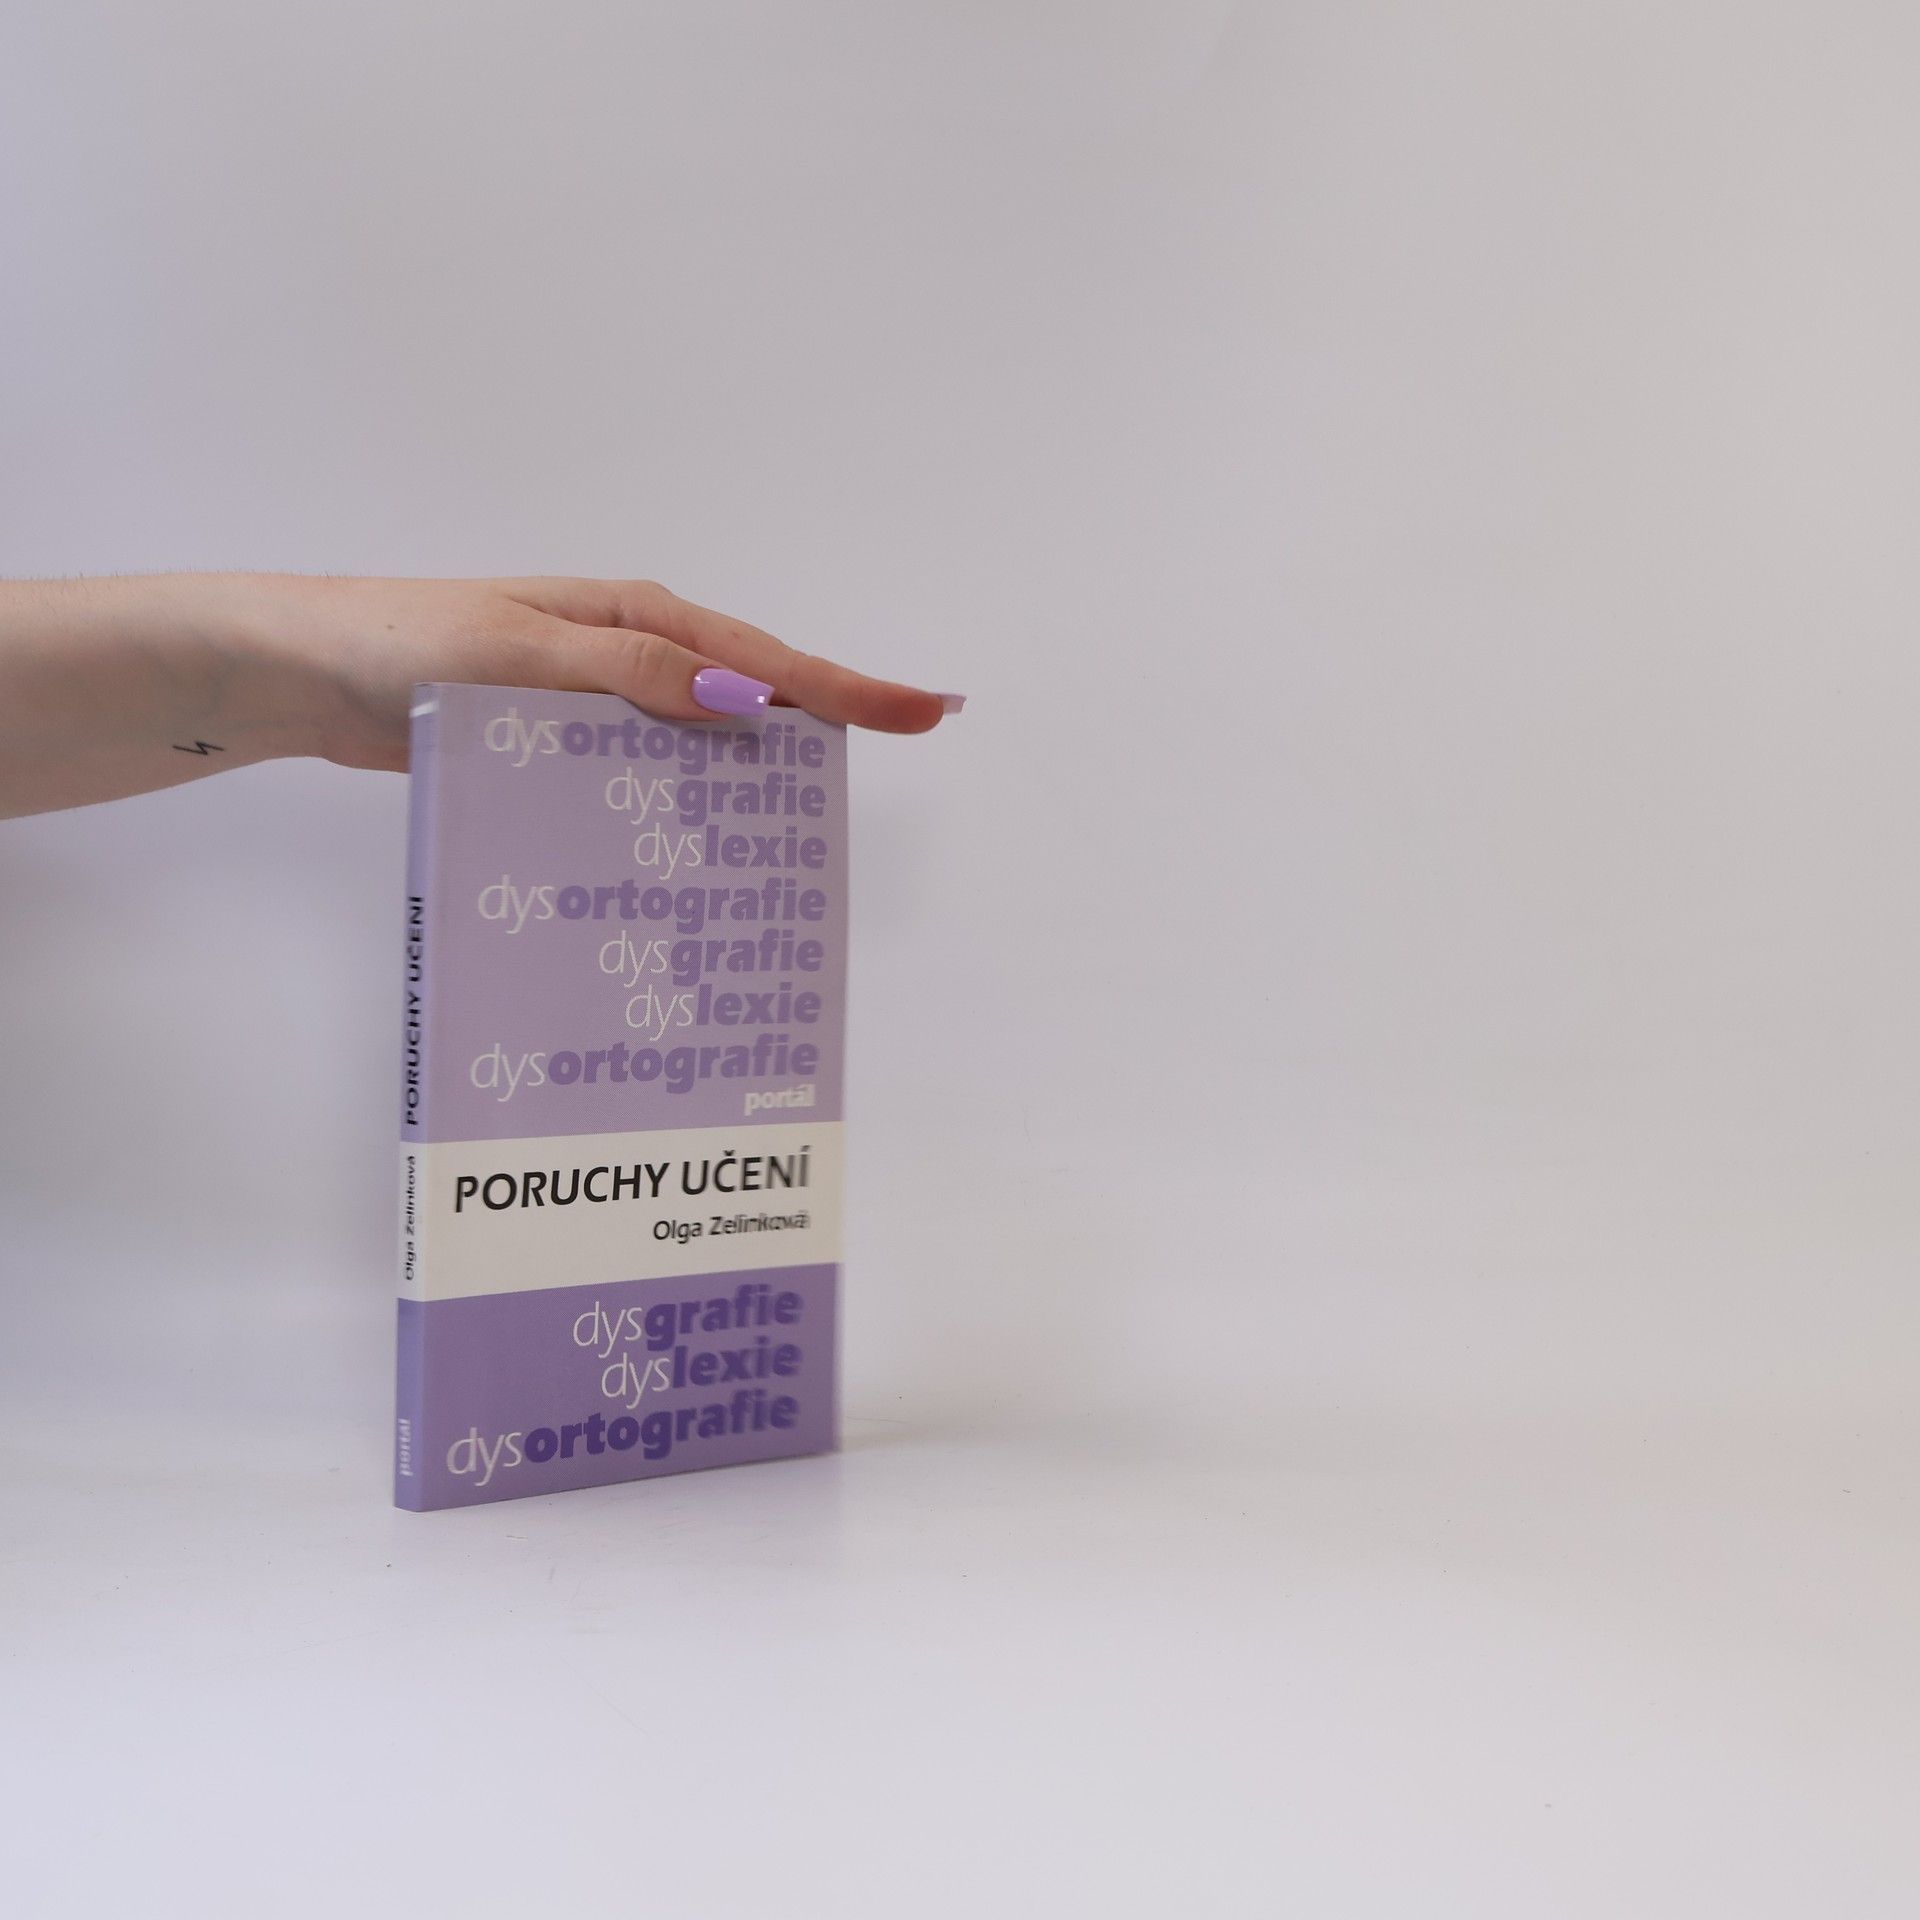 dysortografie
dysgrafie
dyslexie
dysortografie
dysgrafie
dyslexie
dysortografie
portál
PORUCHY UČENÍ
Olga Zelinková
dysgrafie
dyslexie
dysortografie
PORUCHY UČENÍ
Olga Zelinková
portál